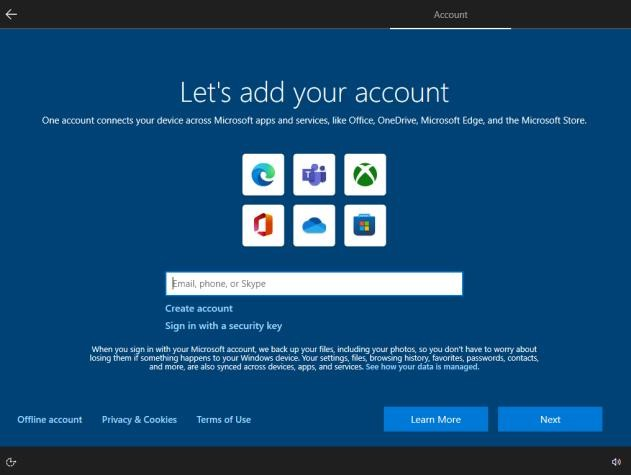 Account
Let's add your account
One account connects your device across Microsoft apps and services, like Office, OneDrive, Microsoft Edge, and the Microsoft Store.
Email, phone, or Skype
Create account
Sign in with a security key
When you sign in with your Microsoft account, we back up your files, including your photos, so you don't have to worry about
losing them if something happens to your Windows device. Your settings, files, browsing history, favorites, passwords, contacts,
and more, are also synced across devices, apps, and services. See how your data is managed.
Offline account Privacy & Cookies Terms of Use Learn More Next